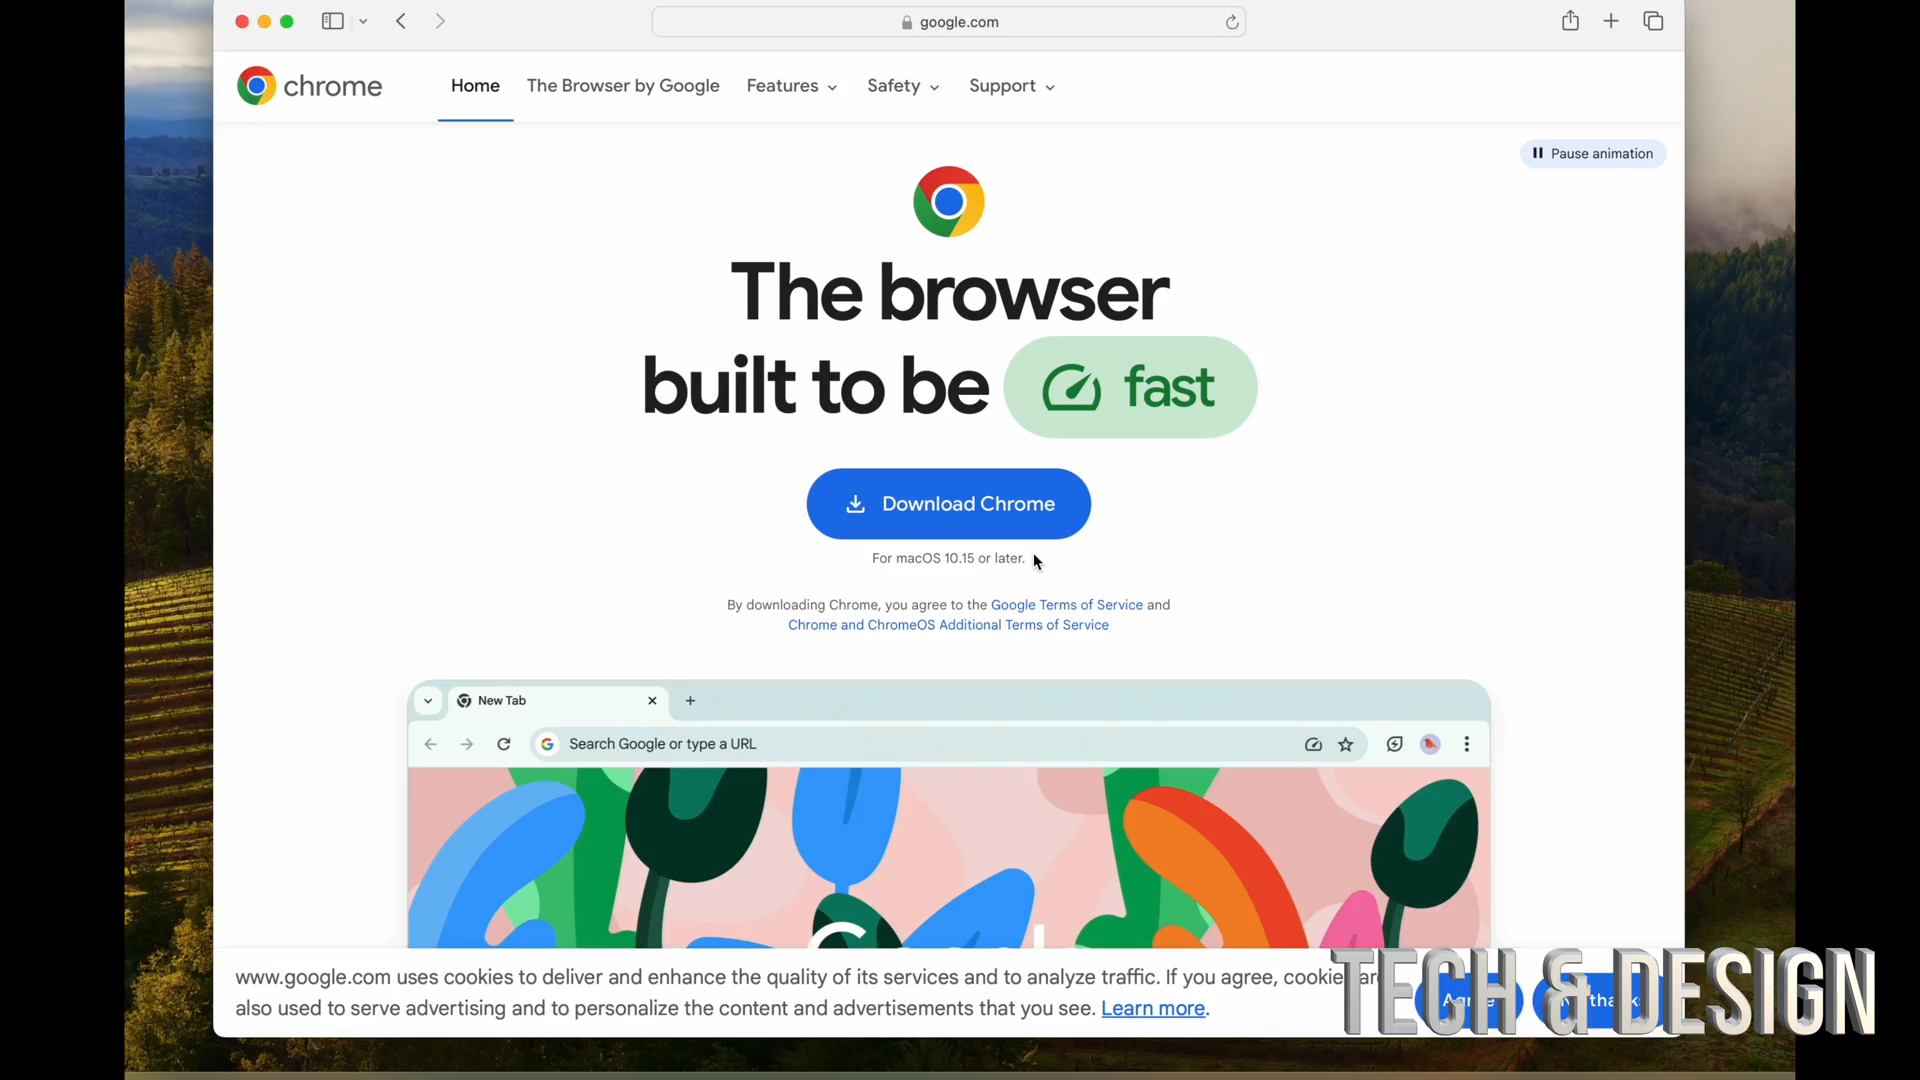 google.com
chrome
Home
The Browser by Google
Features
Safety
Support
Pause animation
The browser
built to be fast
Download Chrome
For macOS 10.15 or later.
By downloading Chrome, you agree to the Google Terms of Service and
Chrome and ChromeOS Additional Terms of Service
New Tab
Search Google or type a URL
www.google.com uses cookies to deliver and enhance the quality of its services and to analyze traffic. If you agree, cookie are
also used to serve advertising and to personalize the content and advertisements that you see. Learn more.
TECH & DESIGN